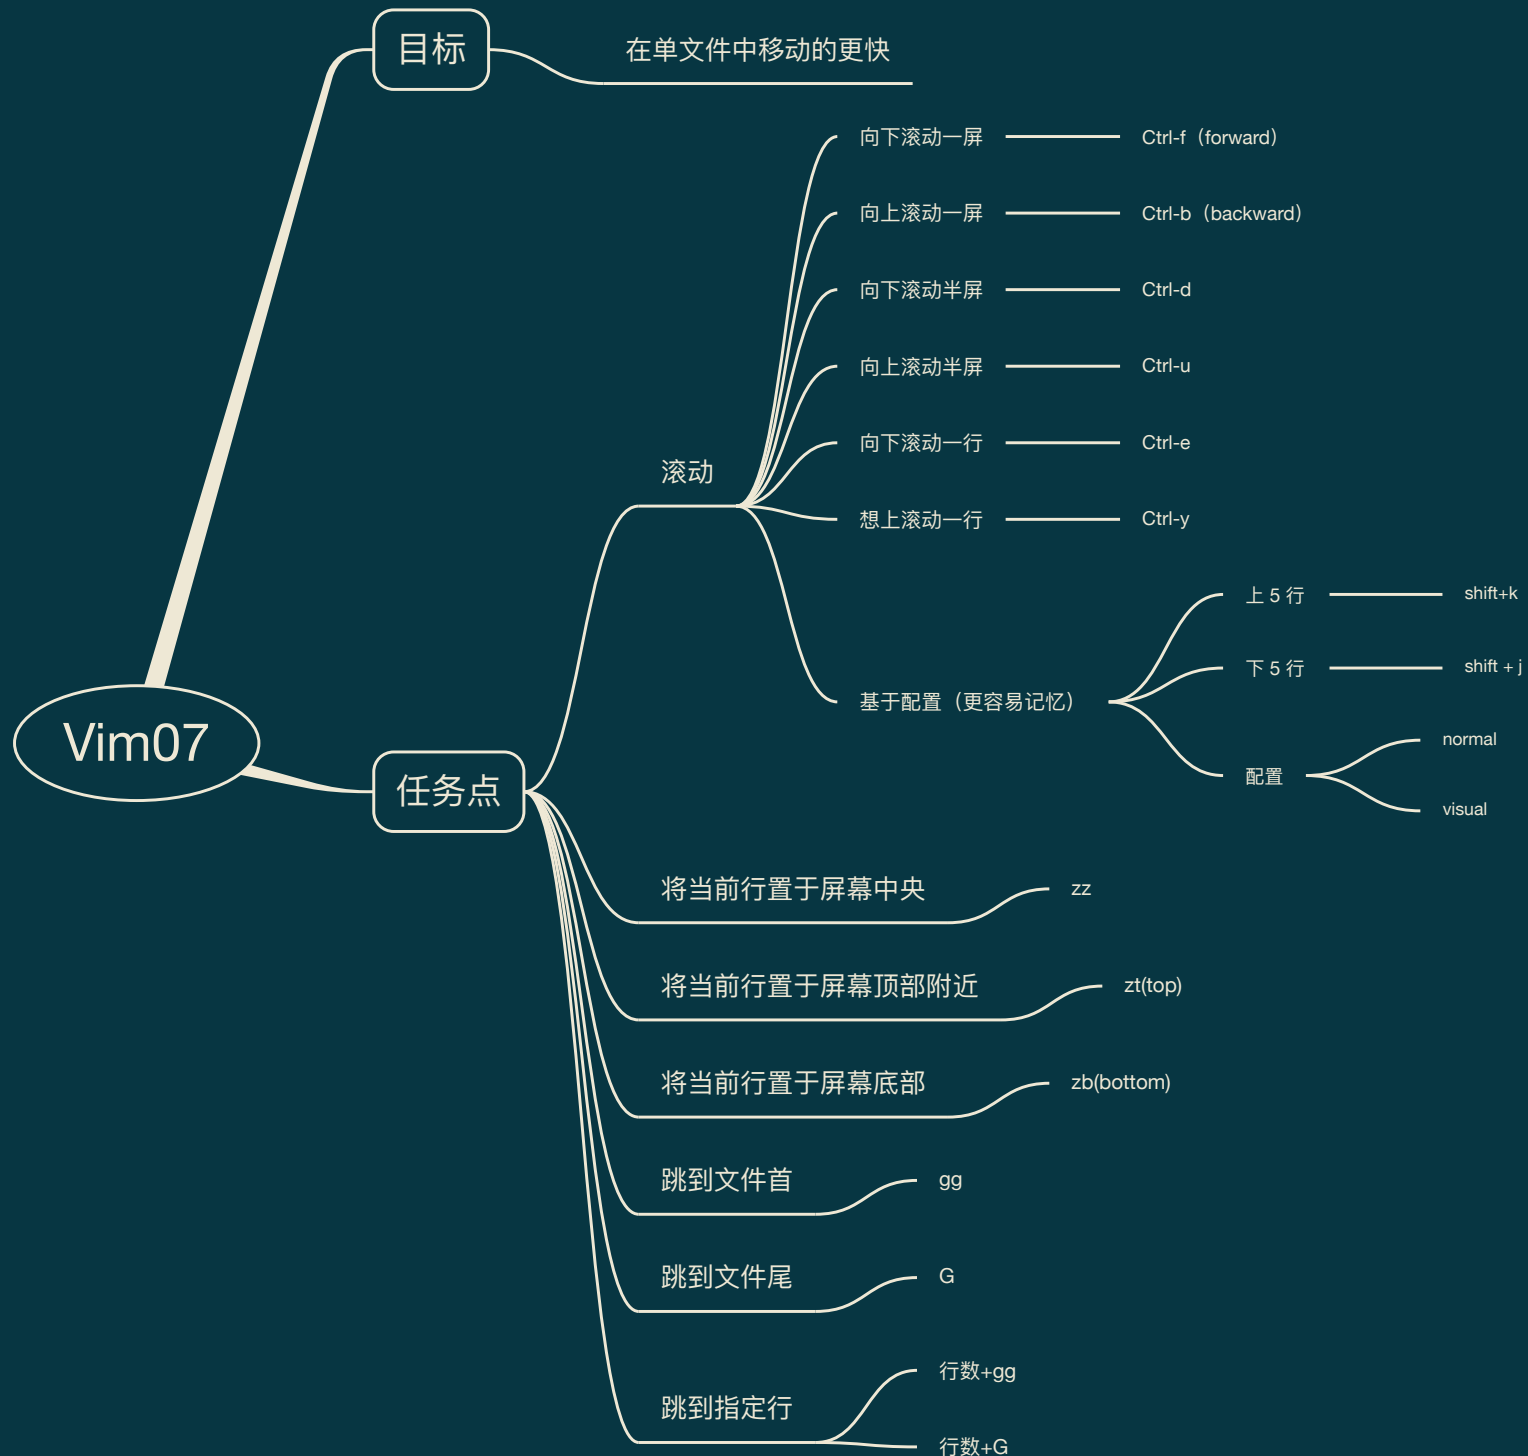 目标
在单文件中移动的更快
向下滚动一屏
Ctrl-f（forward）
向上滚动一屏
Ctrl-b（backward）
向下滚动半屏
Ctrl-d
向上滚动半屏
Ctrl-u
向下滚动一行
Ctrl-e
滚动
想上滚动一行
Ctrl-y
上 5 行
shift+k
下 5 行
shift + j
基于配置（更容易记忆）
normal
配置
visual
Vim07
任务点
将当前行置于屏幕中央
zz
将当前行置于屏幕顶部附近
zt(top)
将当前行置于屏幕底部
zb(bottom)
跳到文件首
gg
跳到文件尾
G
行数+gg
跳到指定行
行数+G